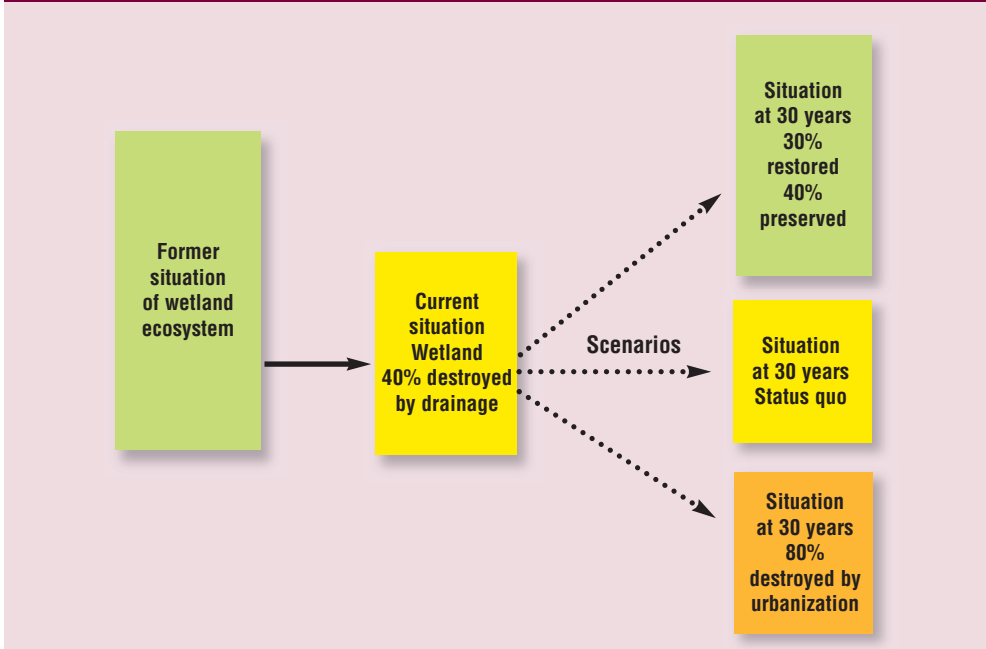 Former
situation
of wetland
ecosystem
Current
situation
Wetland
40% destroyed
by drainage
Scenarios
Situation
at 30 years
30%
restored
40%
preserved
Situation
at 30 years
Status quo
Situation
at 30 years
80%
destroyed by
urbanization